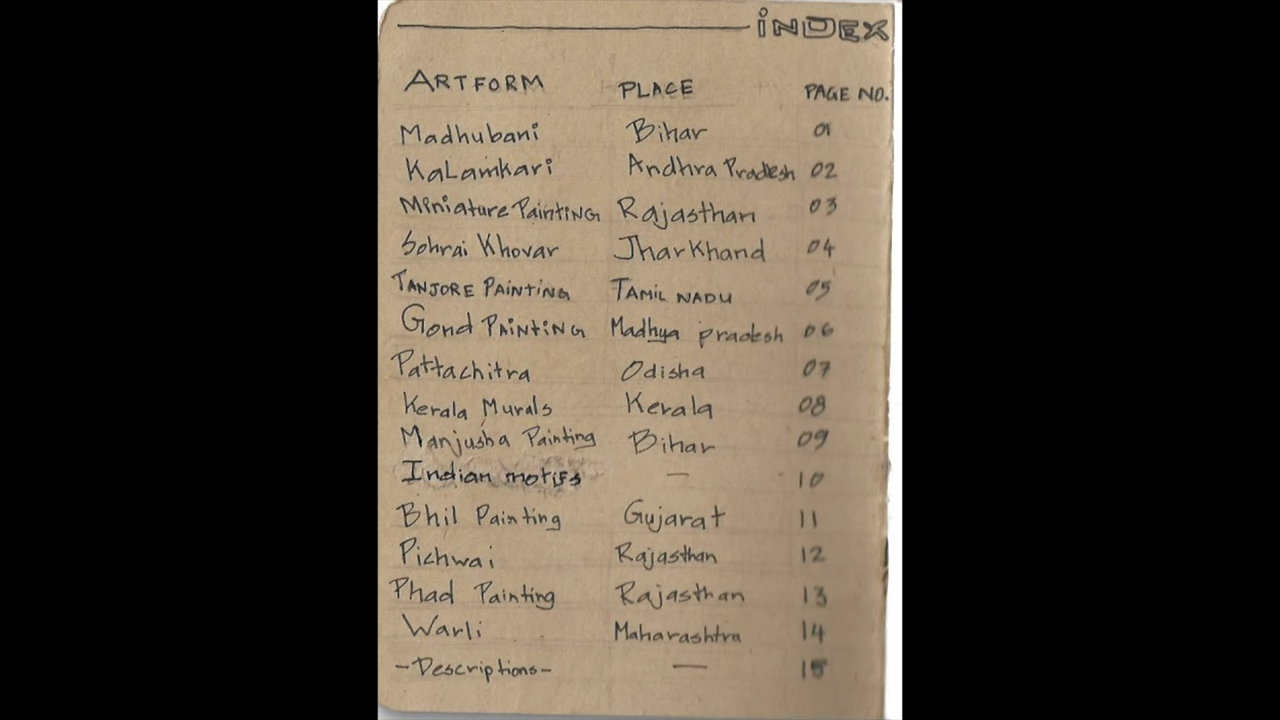 INDEX
ARTFORM PLACE PAGE NO.
Madhubani Bihar 01
Kalamkari Andhra Pradesh 02
Miniature Painting Rajasthan 03
Sohrai Khovar Jharkhand 04
TANJORE PAINTING TAMIL NADU 05
Gond PAINTING Madhya pradesh 06
Pattachitra Odisha 07
Kerala Murals Kerala 08
Manjusha Painting Bihar 09
Indian motifs — 10
Bhil Painting Gujarat 11
Pichwai Rajasthan 12
Phad Painting Rajasthan 13
Warli Maharashtra 14
-Descriptions- — 15